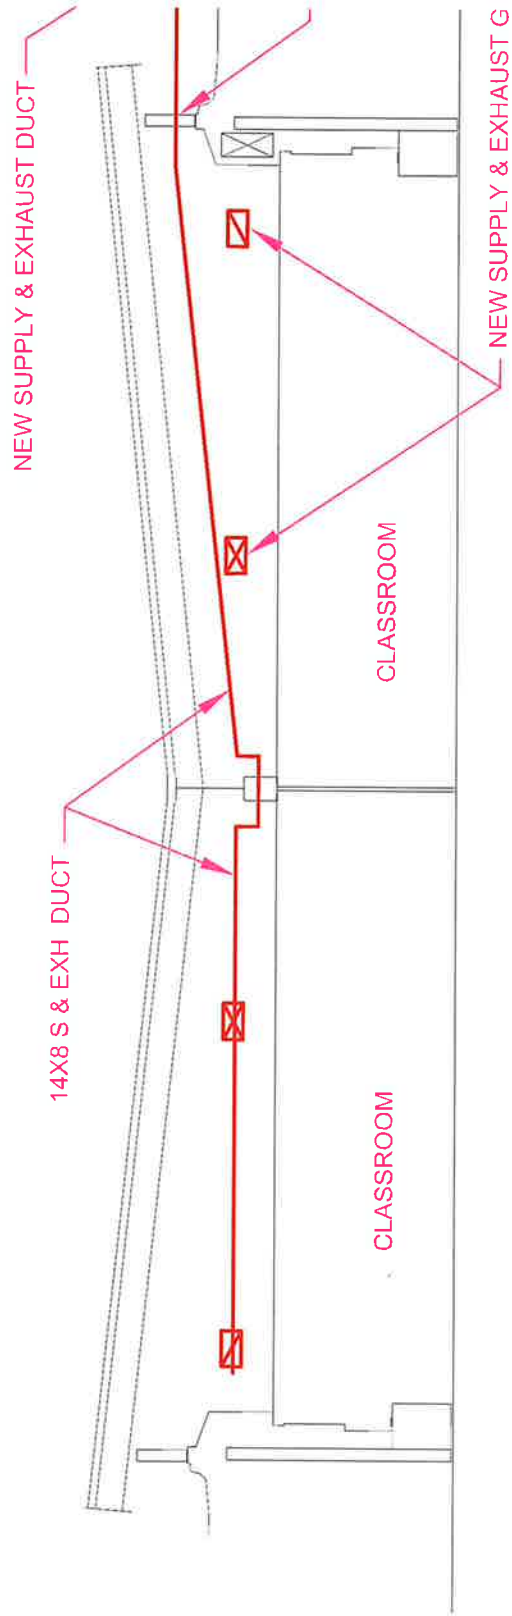 NEW SUPPLY & EXHAUST DUCT
14X8 S & EXH DUCT
CLASSROOM
CLASSROOM
NEW SUPPLY & EXHAUST G